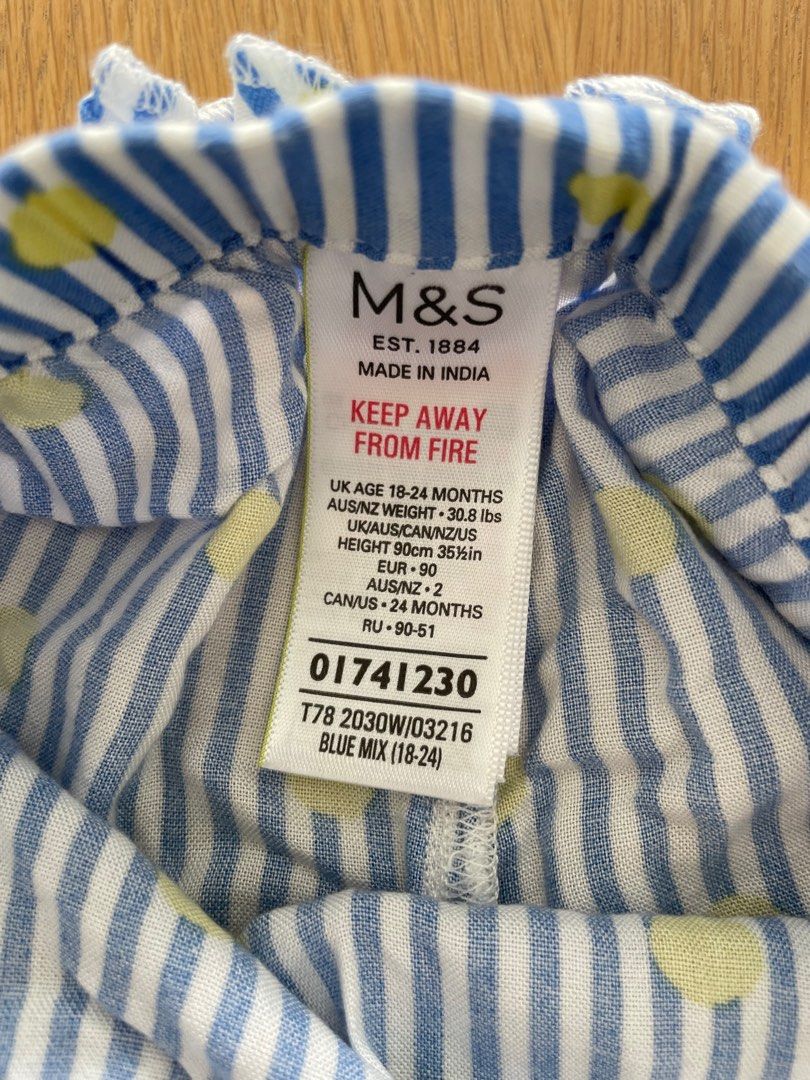 M&S
EST. 1884
MADE IN INDIA
KEEP AWAY
FROM FIRE
UK AGE 18-24 MONTHS
AUS/NZ WEIGHT • 30.8 lbs
UK/AUS/CAN/NZ/US
HEIGHT 90cm 35½in
EUR • 90
AUS/NZ • 2
CAN/US • 24 MONTHS
RU • 90-51
01741230
T78 2030W/03216
BLUE MIX (18-24)